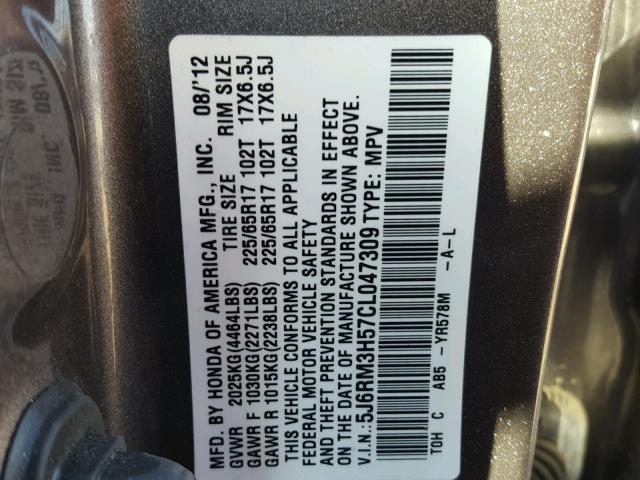 MFD. BY HONDA OF AMERICA MFG., INC. 08/'12
GVWR 2025KG(4464LBS) TIRE SIZE RIM SIZE
GAWR F 1030KG(2271LBS) 225/65R17 102T 17X6.5J
GAWR R 1015KG(2238LBS) 225/65R17 102T 17X6.5J
THIS VEHICLE CONFORMS TO ALL APPLICABLE
FEDERAL MOTOR VEHICLE SAFETY
AND THEFT PREVENTION STANDARDS IN EFFECT
ON THE DATE OF MANUFACTURE SHOWN ABOVE.
V.I.N.:5J6RM3H57CL047309 TYPE: MPV
TOH C AB5 -YR578M -A-L